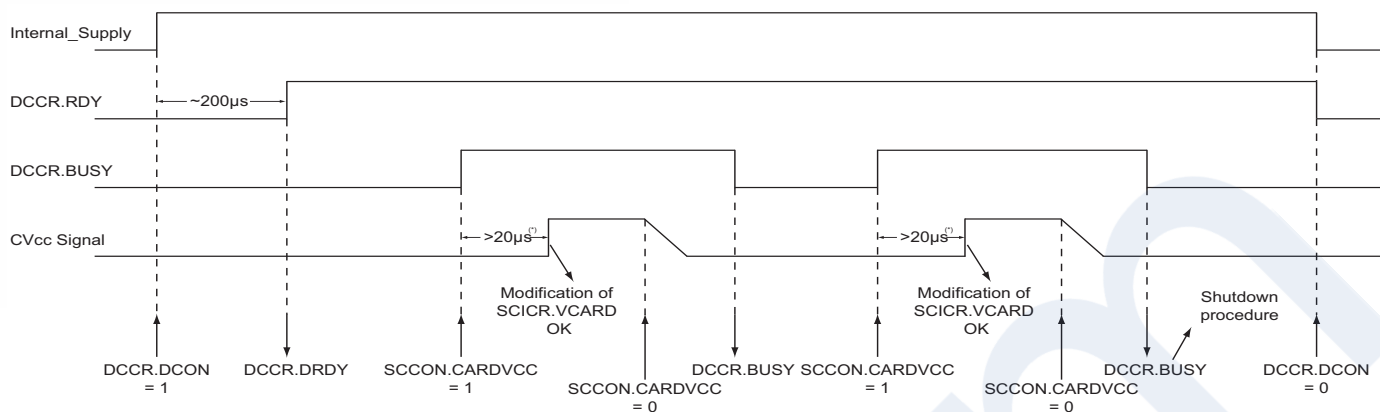 Internal_Supply
DCCR.RDY
~200µs
DCCR.BUSY
CVcc Signal
>20µs(*)
>20µs(*)
Modification of
SCICR.VCARD
OK
Modification of
SCICR.VCARD
OK
Shutdown
procedure
DCCR.DCON
= 1
DCCR.DRDY
SCCON.CARDVCC
= 1
SCCON.CARDVCC
= 0
DCCR.BUSY
SCCON.CARDVCC
= 1
SCCON.CARDVCC
= 0
DCCR.BUSY
DCCR.DCON
= 0